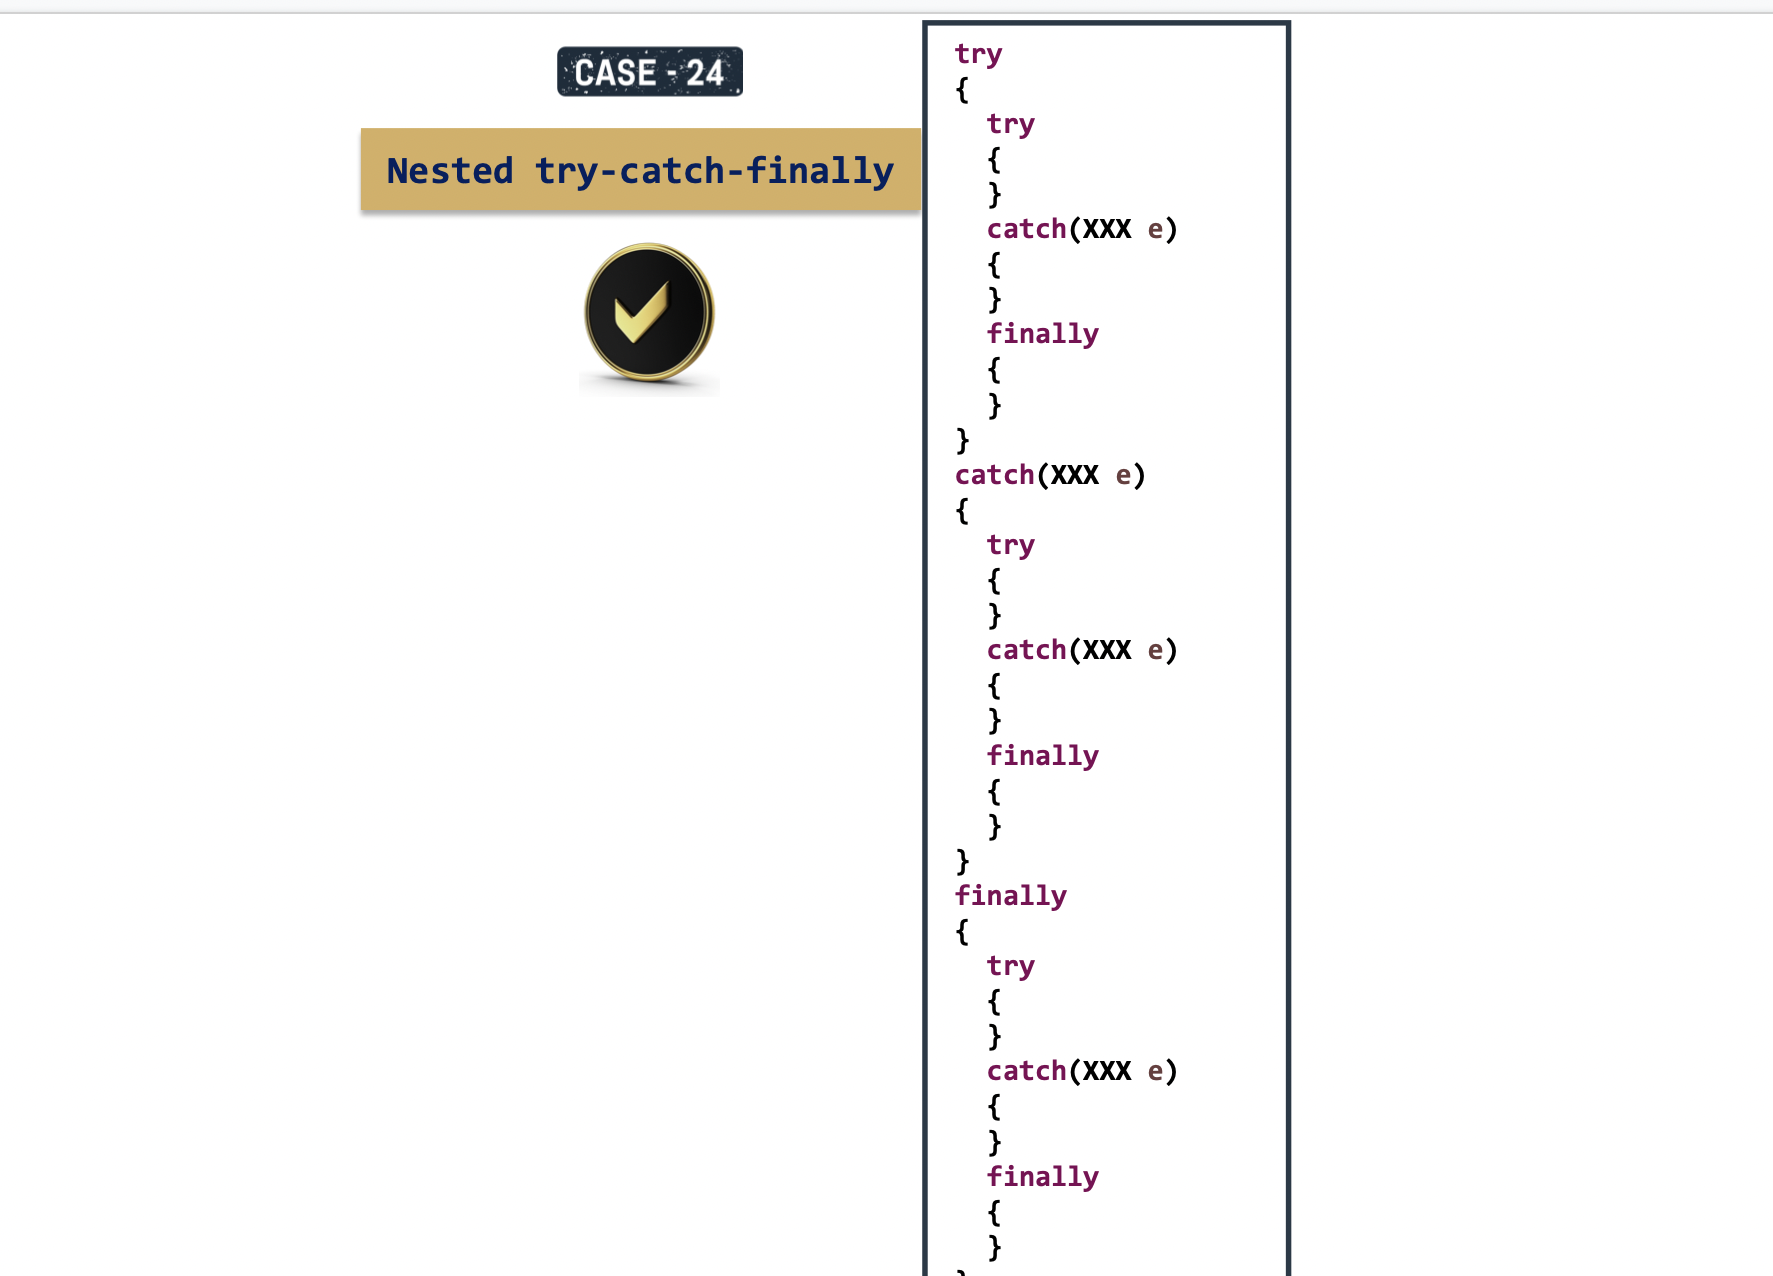 CASE - 24
Nested try-catch-finally
try
{
try
{
}
catch(XXX e)
{
}
finally
{
}
}
catch(XXX e)
{
try
{
}
catch(XXX e)
{
}
finally
{
}
}
finally
{
try
{
}
catch(XXX e)
{
}
finally
{
}
}